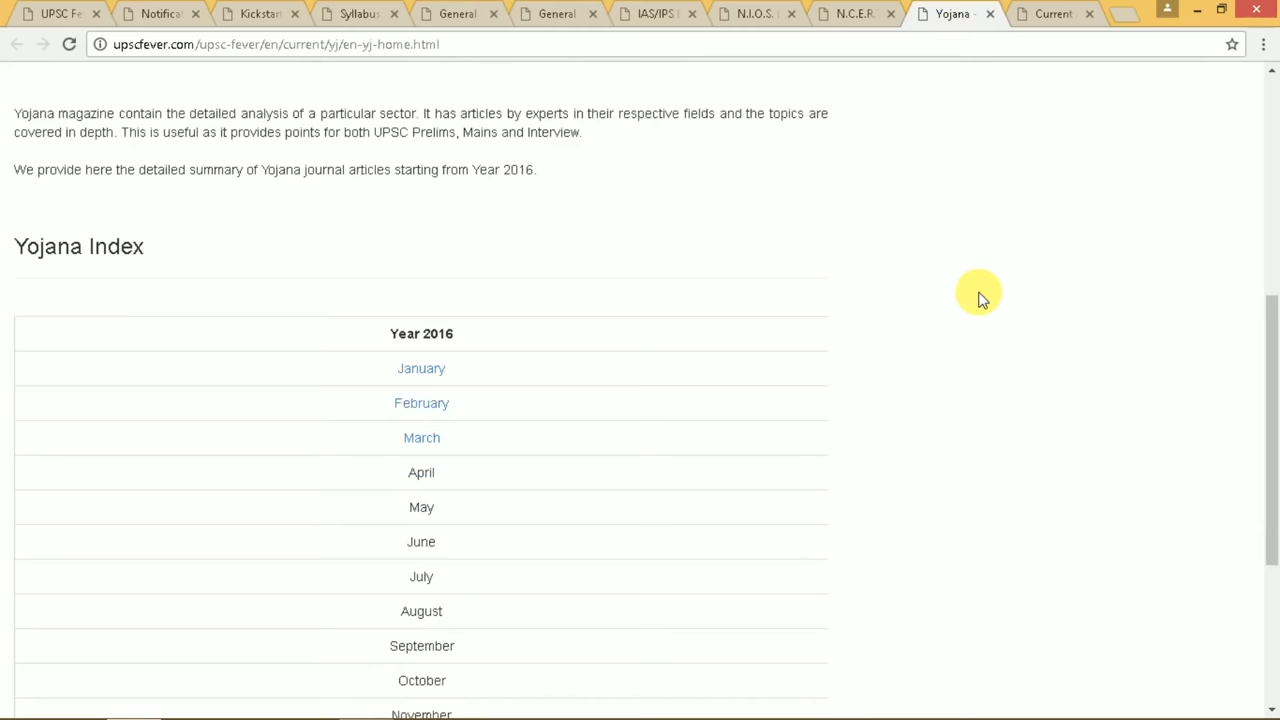 UPSC Fe
Notifica
Kickstar
Syllabus
General
General
IAS/IPS
N.I.O.S.
N.C.E.R.
Yojana -
Current
upscfever.com/upsc-fever/en/current/yj/en-yj-home.html
Yojana magazine contain the detailed analysis of a particular sector. It has articles by experts in their respective fields and the topics are
covered in depth. This is useful as it provides points for both UPSC Prelims, Mains and Interview.
We provide here the detailed summary of Yojana journal articles starting from Year 2016.
Yojana Index
Year 2016
January
February
March
April
May
June
July
August
September
October
November